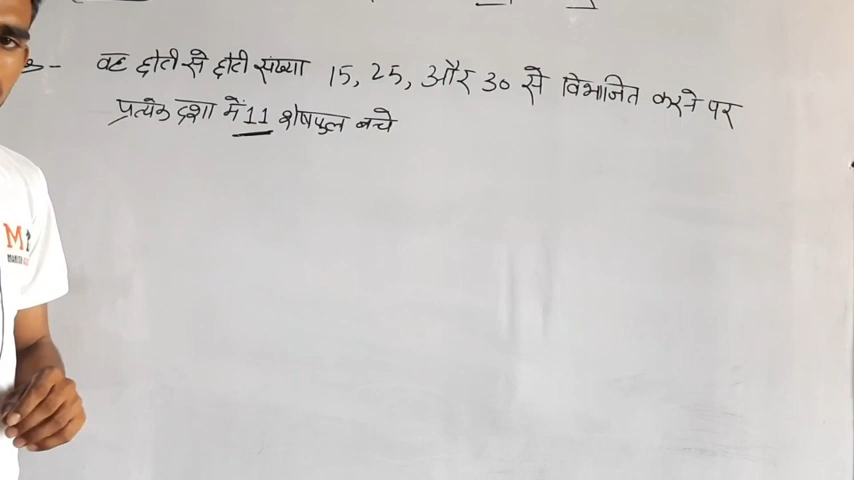 वह छोटी से छोटी संख्या 15, 25, और 30 से विभाजित करने पर
प्रत्येक दशा में 11 शेषफल बचे